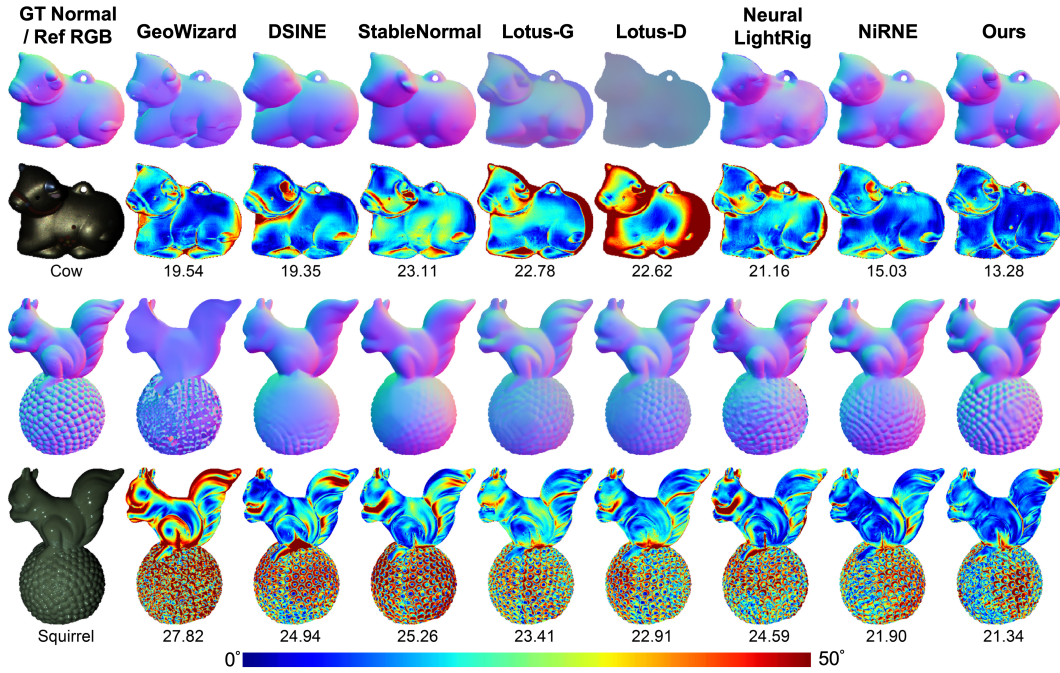 GT Normal
/ Ref RGB
GeoWizard
DSINE
StableNormal
Lotus-G
Lotus-D
Neural
LightRig
NiRNE
Ours
Cow
19.54
19.35
23.11
22.78
22.62
21.16
15.03
13.28
Squirrel
27.82
24.94
25.26
23.41
22.91
24.59
21.90
21.34
0°
50°